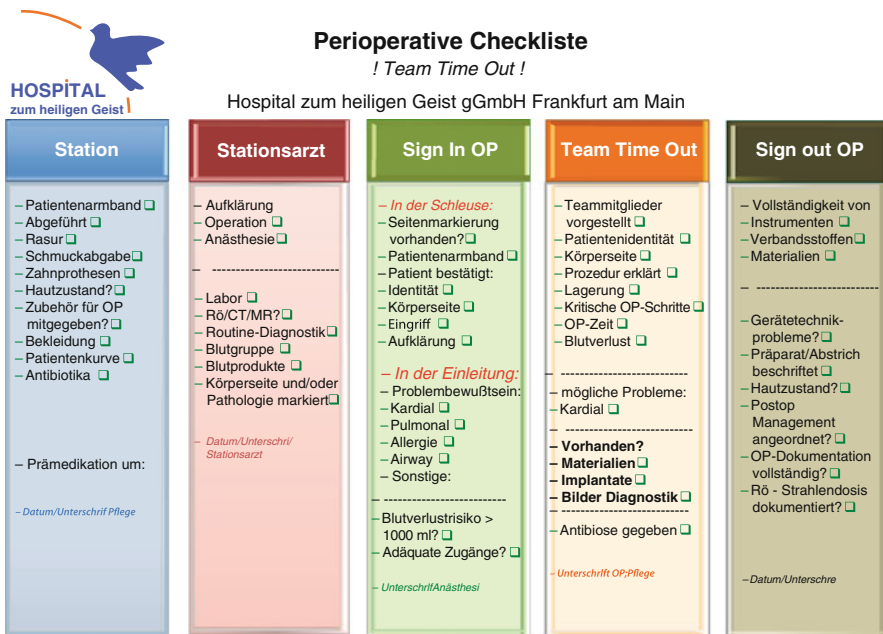 HOSPITAL
zum heiligen Geist
Perioperative Checkliste
! Team Time Out !
Hospital zum heiligen Geist gGmbH Frankfurt am Main
Station
– Patientenarmband ❑
– Abgeführt ❑
– Rasur ❑
– Schmuckabgabe ❑
– Zahnprothesen ❑
– Hautzustand? ❑
– Zubehör für OP
mitgegeben? ❑
– Bekleidung ❑
– Patientenkurve ❑
– Antibiotika ❑
– Prämedikation um:
– Datum/Unterschrif Pflege
Stationsarzt
– Aufklärung
– Operation ❑
– Anästhesie ❑
– ----------------------------
– Labor ❑
– Rö/CT/MR? ❑
– Routine-Diagnostik ❑
– Blutgruppe ❑
– Blutprodukte ❑
– Körperseite und/oder
Pathologie markiert ❑
– Datum/Unterschri/
Stationsarzt
Sign In OP
– In der Schleuse:
– Seitenmarkierung
vorhanden? ❑
– Patientenarmband ❑
– Patient bestätigt:
– Identität ❑
– Körperseite ❑
– Eingriff ❑
– Aufklärung ❑
– In der Einleitung:
– Problembewußtsein:
– Kardial ❑
– Pulmonal ❑
– Allergie ❑
– Airway ❑
– Sonstige:
– --------------------------
– Blutverlustrisiko >
1000 ml? ❑
– Adäquate Zugänge? ❑
– UnterschrlfAnästhesi
Team Time Out
– Teammitglieder
vorgestellt ❑
– Patientenidentität ❑
– Körperseite ❑
– Prozedur erklärt ❑
– Lagerung ❑
– Kritische OP-Schritte ❑
– OP-Zeit ❑
– Blutverlust ❑
– ----------------------------
– mögliche Probleme:
– Kardial ❑
– ----------------------------
– Vorhanden?
– Materialien ❑
– Implantate ❑
– Bilder Diagnostik ❑
– ----------------------------
– Antibiose gegeben ❑
– Unterschrlft OP;Pflege
Sign out OP
– Vollständigkeit von
– Instrumenten ❑
– Verbandsstoffen ❑
– Materialien ❑
– ---------------------------
– Gerätetechnik-
probleme? ❑
– Präparat/Abstrich
beschriftet ❑
– Hautzustand? ❑
– Postop
Management
angeordnet? ❑
– OP-Dokumentation
vollständig? ❑
– Rö - Strahlendosis
dokumentiert? ❑
– Datum/Unterschre